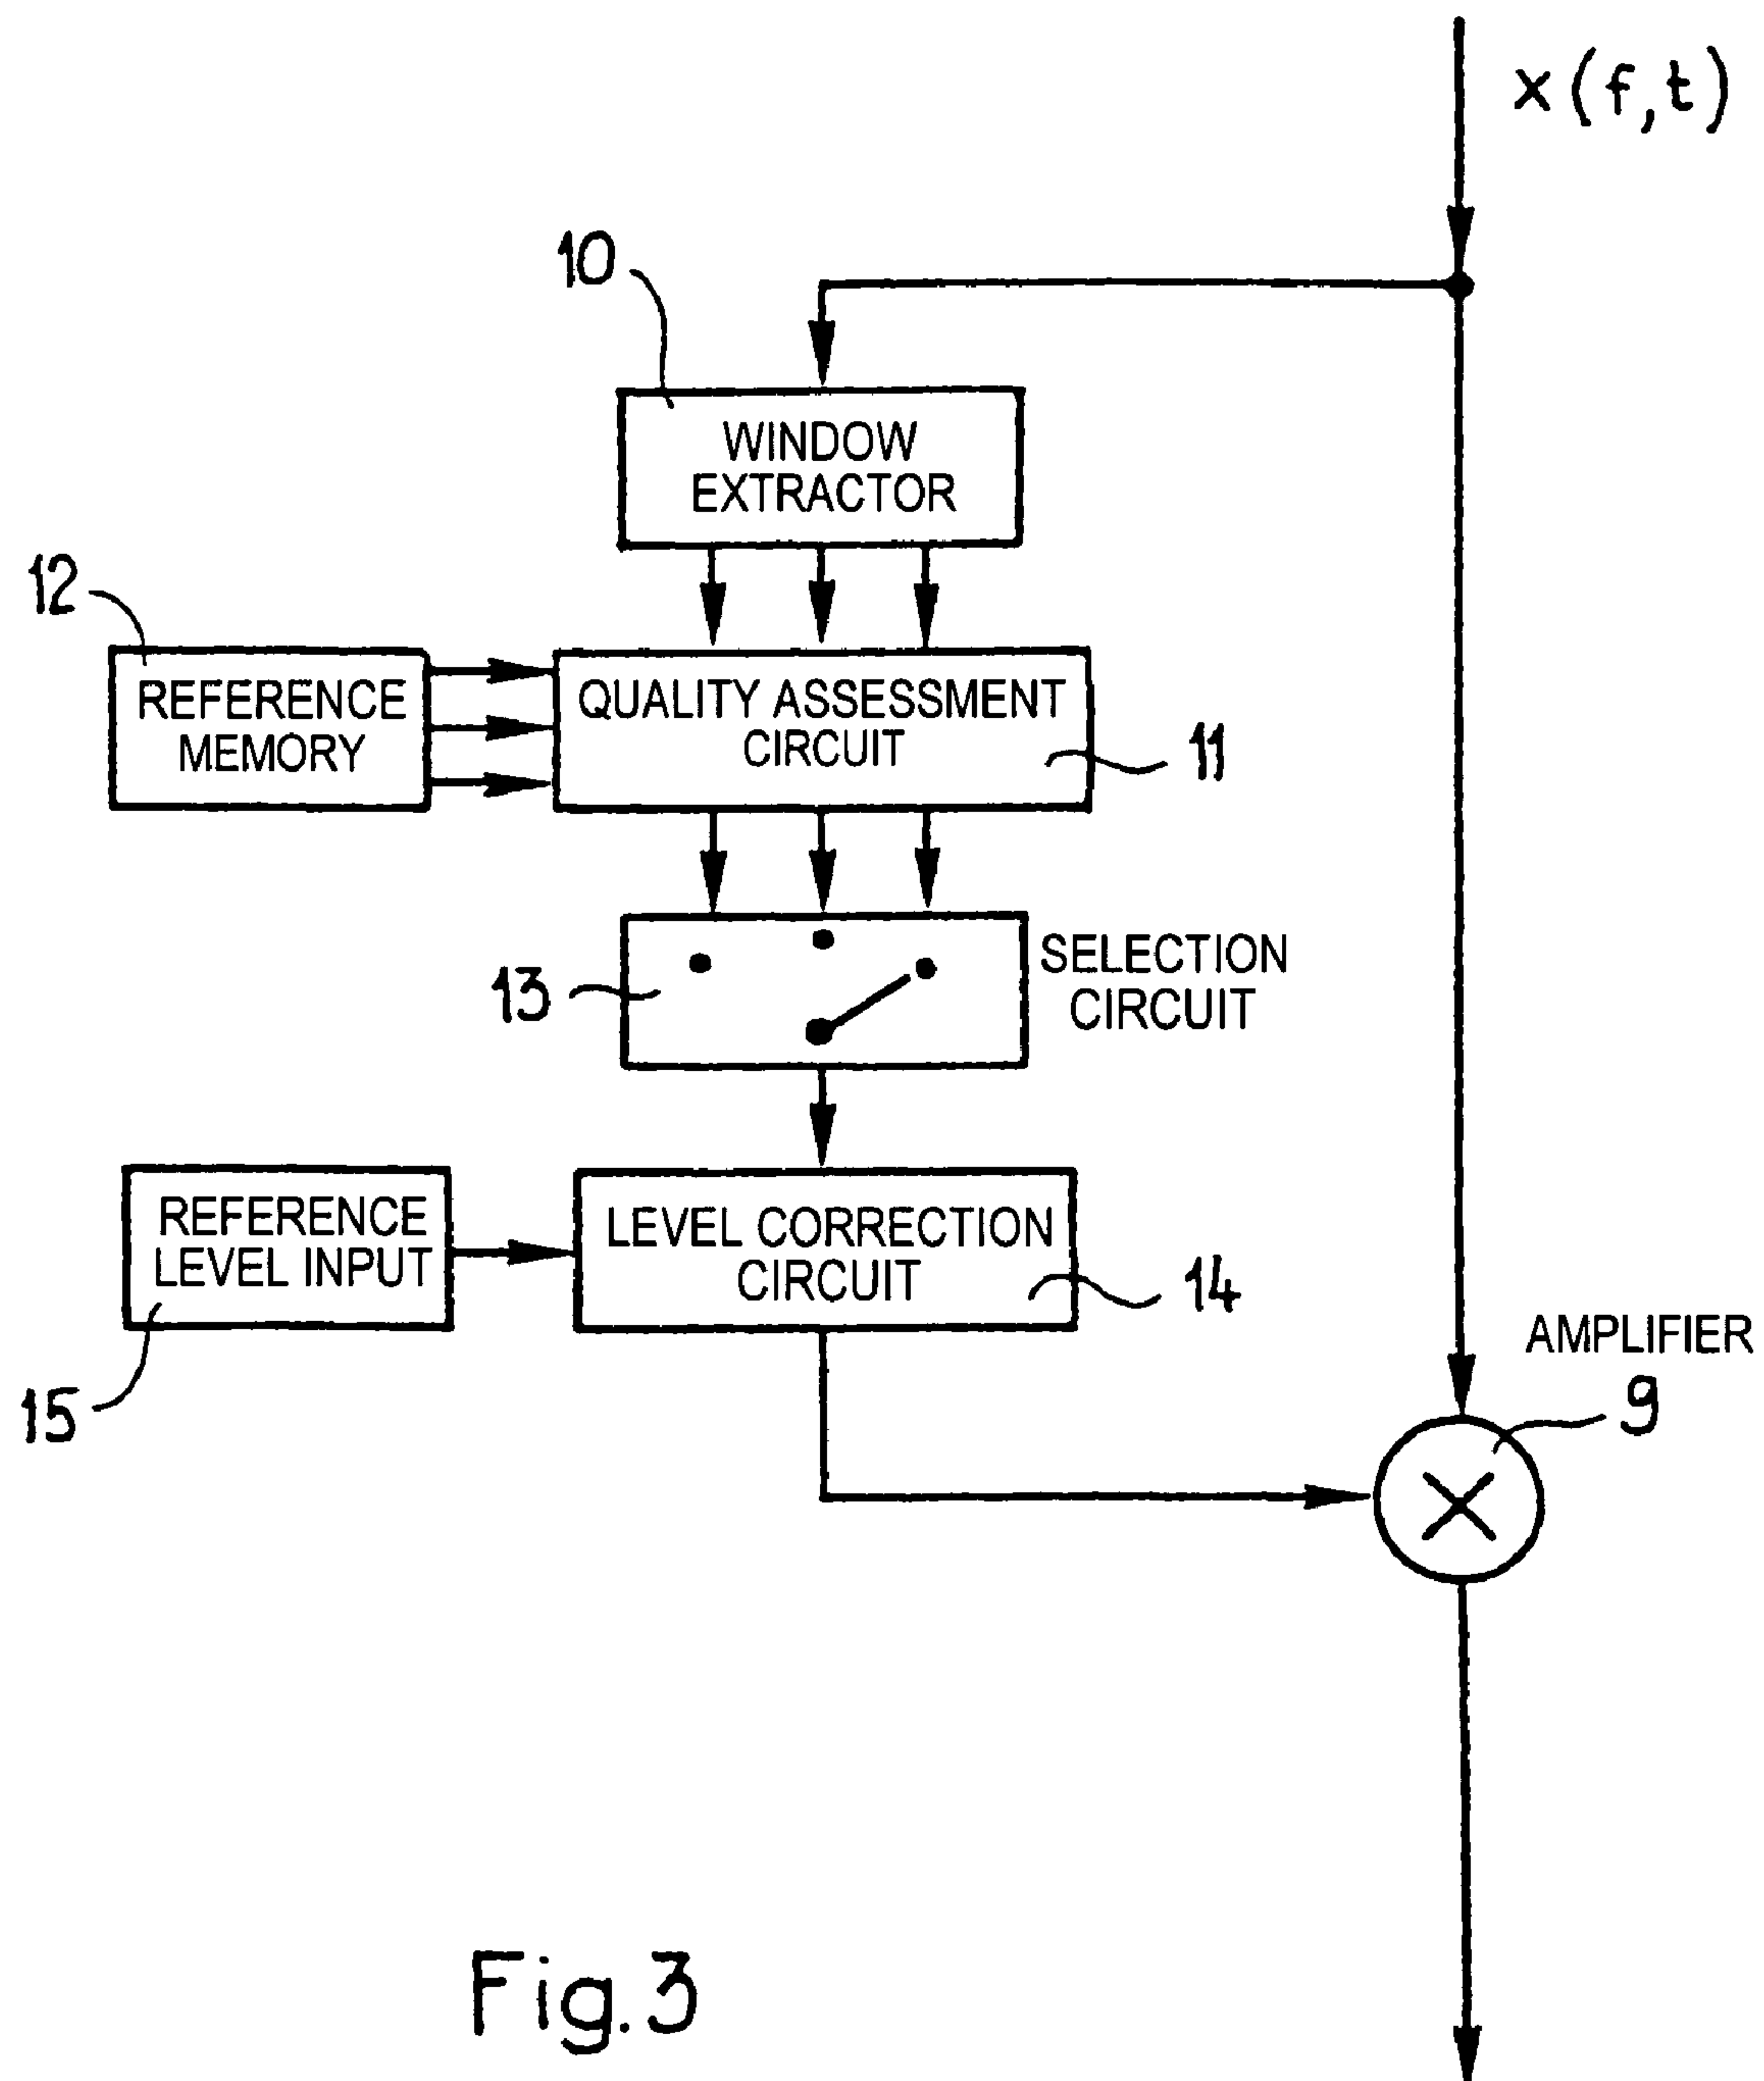 x (f,t)
10
WINDOW
EXTRACTOR
12
REFERENCE
MEMORY
QUALITY ASSESSMENT
CIRCUIT
11
13
SELECTION
CIRCUIT
REFERENCE
LEVEL INPUT
LEVEL CORRECTION
CIRCUIT
14
15
AMPLIFIER
9
Fig.3